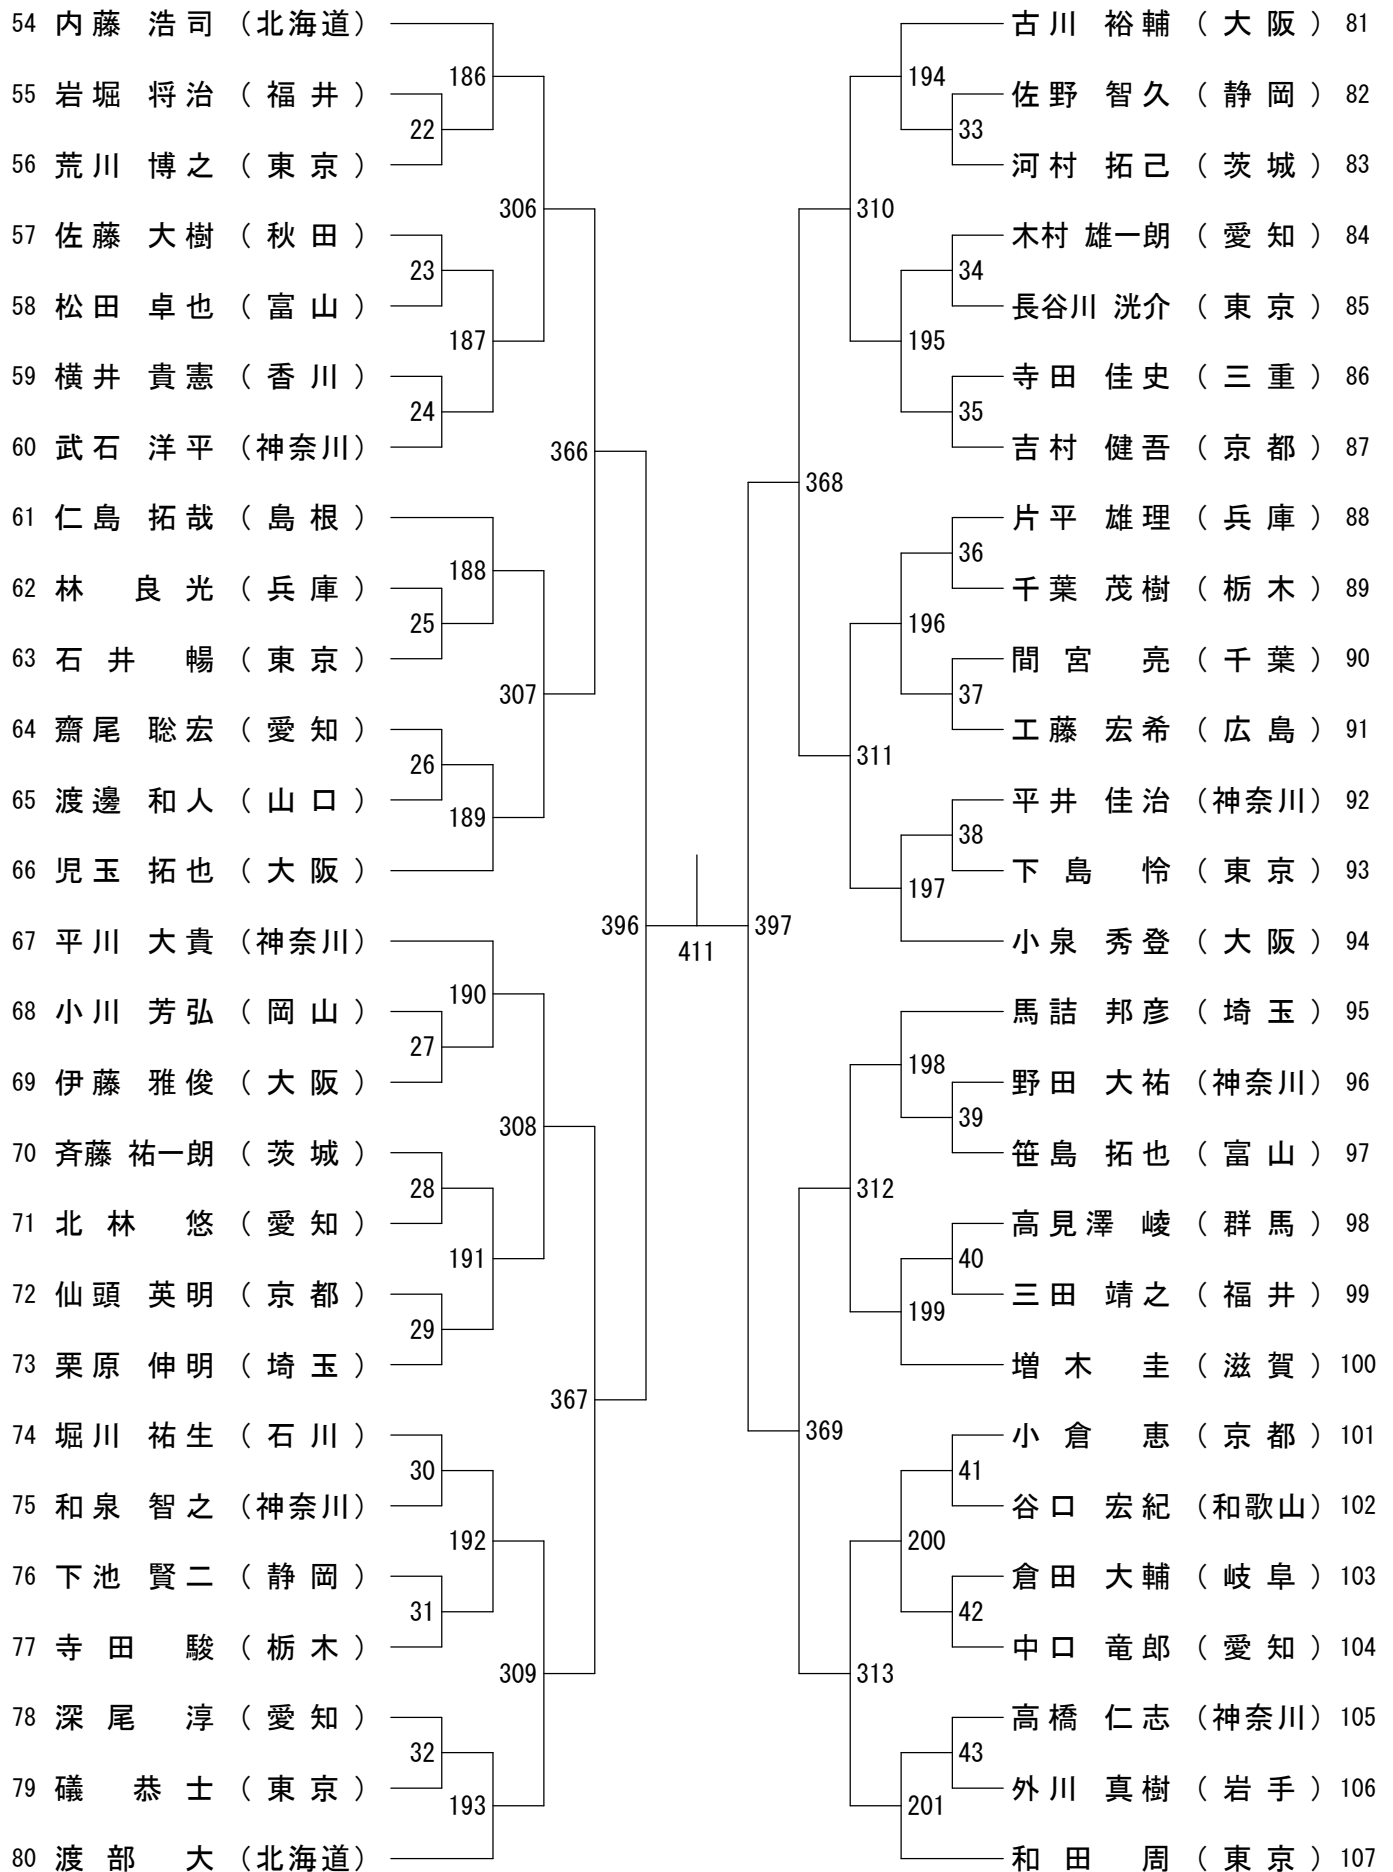 54 内藤 浩司 (北海道)
55 岩堀 将治 (福井)
56 荒川 博之 (東京)
57 佐藤 大樹 (秋田)
58 松田 卓也 (富山)
59 横井 貴憲 (香川)
60 武石 洋平 (神奈川)
61 仁島 拓哉 (島根)
62 林 良光 (兵庫)
63 石井 暢 (東京)
64 齋尾 聡宏 (愛知)
65 渡邊 和人 (山口)
66 児玉 拓也 (大阪)
67 平川 大貴 (神奈川)
68 小川 芳弘 (岡山)
69 伊藤 雅俊 (大阪)
70 斉藤 祐一朗 (茨城)
71 北林 悠 (愛知)
72 仙頭 英明 (京都)
73 栗原 伸明 (埼玉)
74 堀川 祐生 (石川)
75 和泉 智之 (神奈川)
76 下池 賢二 (静岡)
77 寺田 駿 (栃木)
78 深尾 淳 (愛知)
79 礒 恭士 (東京)
80 渡部 大 (北海道)
22
23
24
25
26
27
28
29
30
31
32
186
187
188
189
190
191
192
193
306
307
308
309
366
367
396
411
397
368
369
310
311
312
313
194
195
196
197
198
199
200
201
33
34
35
36
37
38
39
40
41
42
43
古川 裕輔 (大阪) 81
佐野 智久 (静岡) 82
河村 拓己 (茨城) 83
木村 雄一朗 (愛知) 84
長谷川 洸介 (東京) 85
寺田 佳史 (三重) 86
吉村 健吾 (京都) 87
片平 雄理 (兵庫) 88
千葉 茂樹 (栃木) 89
間宮 亮 (千葉) 90
工藤 宏希 (広島) 91
平井 佳治 (神奈川) 92
下島 怜 (東京) 93
小泉 秀登 (大阪) 94
馬詰 邦彦 (埼玉) 95
野田 大祐 (神奈川) 96
笹島 拓也 (富山) 97
高見澤 崚 (群馬) 98
三田 靖之 (福井) 99
増木 圭 (滋賀) 100
小倉 恵 (京都) 101
谷口 宏紀 (和歌山) 102
倉田 大輔 (岐阜) 103
中口 竜郎 (愛知) 104
高橋 仁志 (神奈川) 105
外川 真樹 (岩手) 106
和田 周 (東京) 107